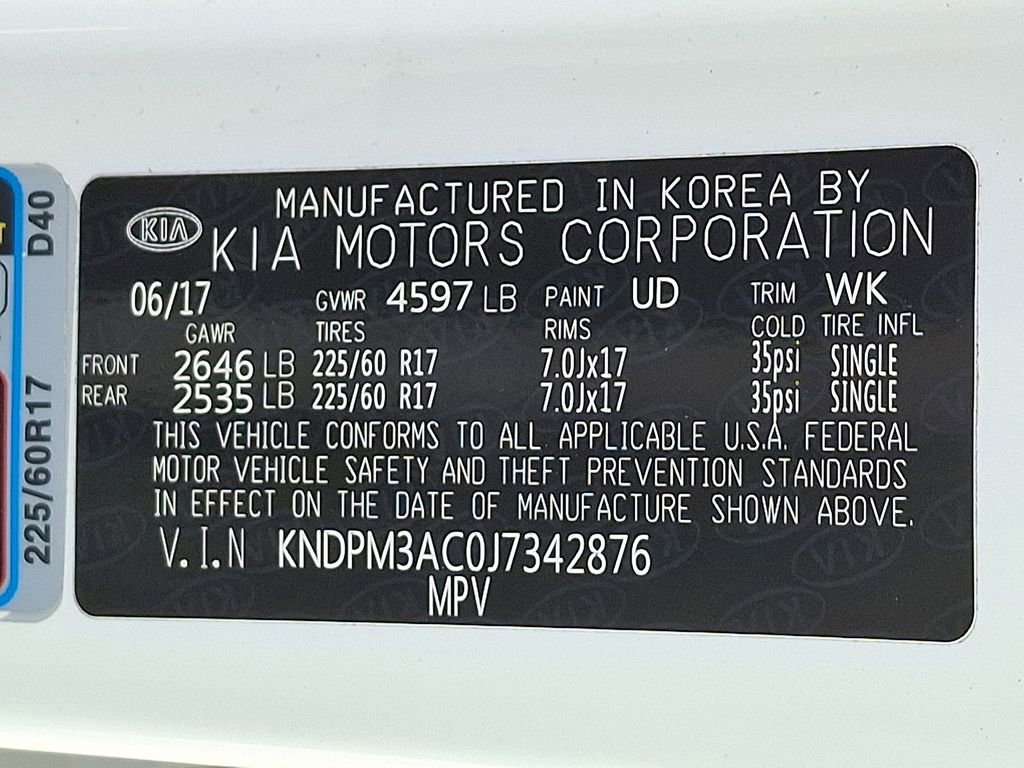 MANUFACTURED IN KOREA BY
KIA
KIA MOTORS CORPORATION
06/17 GVWR 4597 LB PAINT UD TRIM WK
GAWR TIRES RIMS COLD TIRE INFL
FRONT 2646 LB 225/60 R17 7.0Jx17 35psi SINGLE
REAR 2535 LB 225/60 R17 7.0Jx17 35psi SINGLE
THIS VEHICLE CONFORMS TO ALL APPLICABLE U.S.A. FEDERAL
MOTOR VEHICLE SAFETY AND THEFT PREVENTION STANDARDS
IN EFFECT ON THE DATE OF MANUFACTURE SHOWN ABOVE.
V.I.N KNDPM3AC0J7342876
MPV
D40
225/60R17